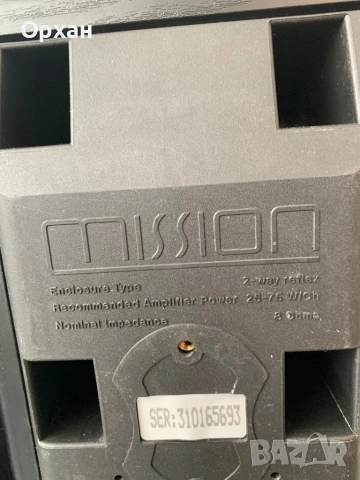 Орхан
mission
Enclosure Type 2-way reflex
Recommended Amplifier Power 25-75 W/Ch
Nominal Impedance 8 Ohms
SER:310165693
BAZAR